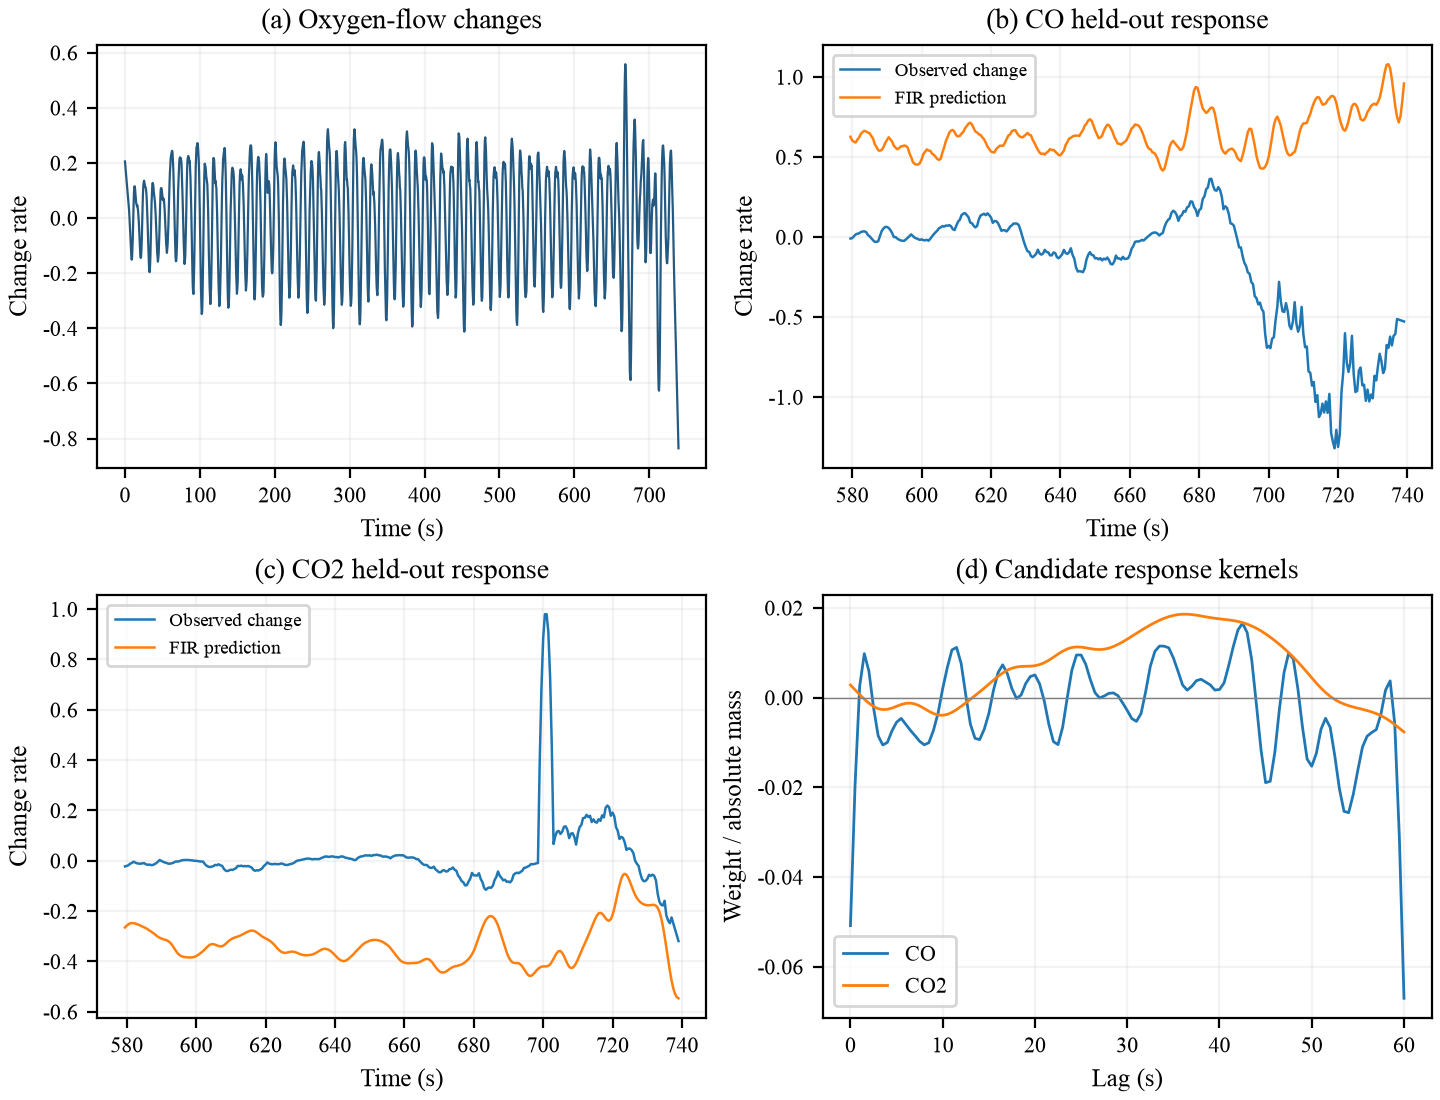 (a) Oxygen-flow changes
0.6
0.4
0.2
0.0
-0.2
-0.4
-0.6
-0.8
Change rate
0 100 200 300 400 500 600 700
Time (s)
(b) CO held-out response
Observed change
FIR prediction
1.0
0.5
0.0
-0.5
-1.0
Change rate
580 600 620 640 660 680 700 720 740
Time (s)
(c) CO2 held-out response
Observed change
FIR prediction
1.0
0.8
0.6
0.4
0.2
0.0
-0.2
-0.4
-0.6
Change rate
580 600 620 640 660 680 700 720 740
Time (s)
(d) Candidate response kernels
0.02
0.00
-0.02
-0.04
-0.06
Weight / absolute mass
CO
CO2
0 10 20 30 40 50 60
Lag (s)